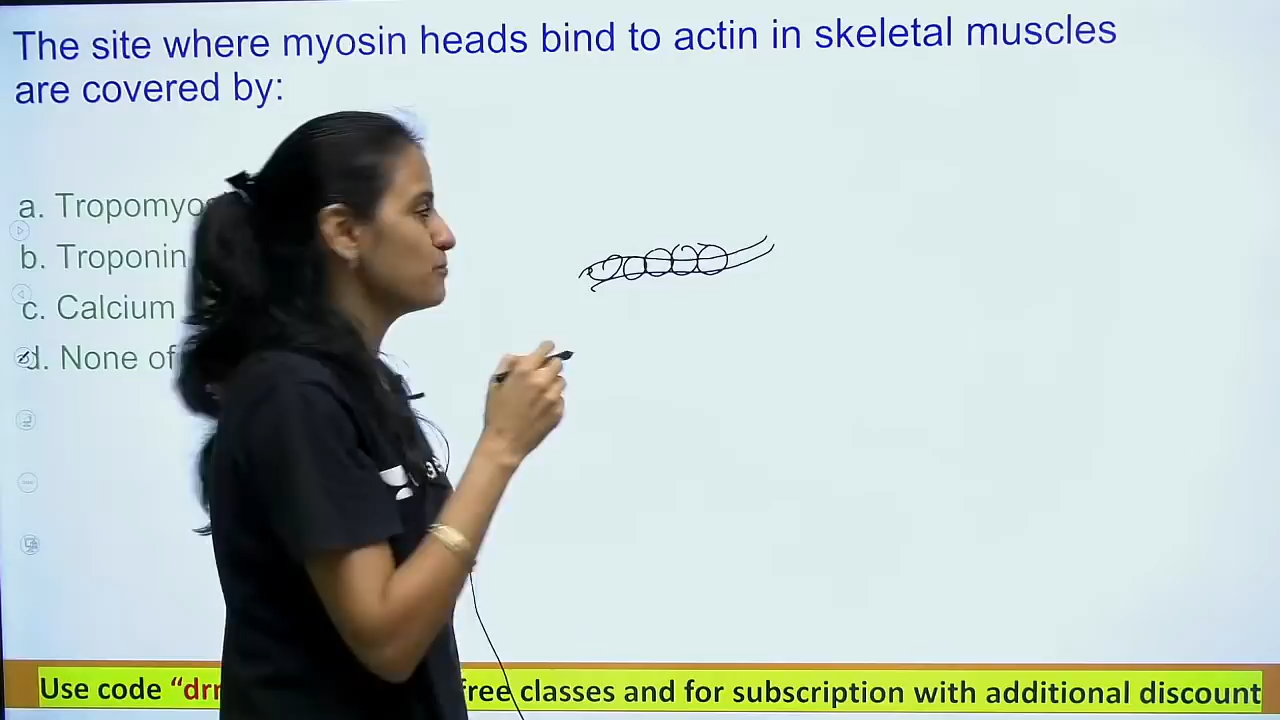 The site where myosin heads bind to actin in skeletal muscles
are covered by:
a. Tropomyo
b. Troponin
c. Calcium
d. None of
Use code “drr free classes and for subscription with additional discount